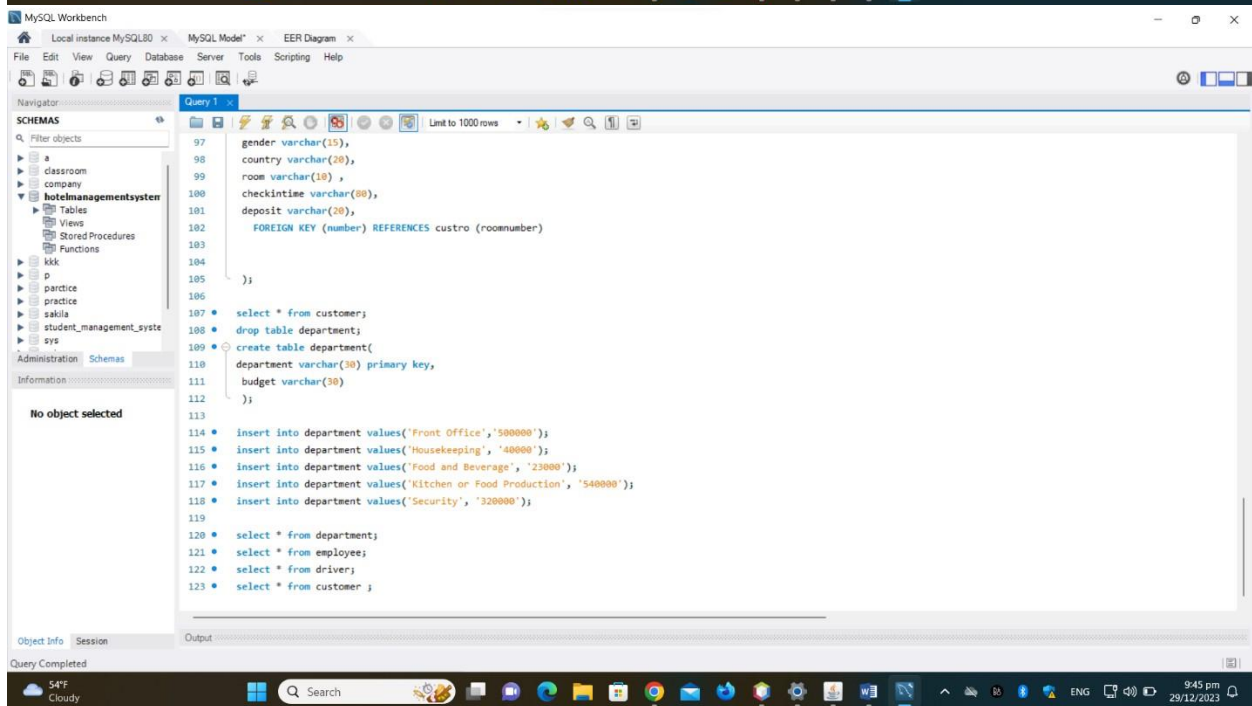 MySQL Workbench
Local instance MySQL80 × MySQL Model* × EER Diagram ×
File Edit View Query Database Server Tools Scripting Help
Navigator Query 1 ×
SCHEMAS
Limit to 1000 rows
Filter objects
a
classroom
company
hotelmanagementsystem
Tables
Views
Stored Procedures
Functions
kkk
p
parctice
practice
sakila
student_management_syste
sys
Administration Schemas
Information
No object selected
97 gender varchar(15),
98 country varchar(20),
99 room varchar(10) ,
100 checkintime varchar(80),
101 deposit varchar(20),
102 FOREIGN KEY (number) REFERENCES custro (roomnumber)
103
104
105 );
106
107 select * from customer;
108 drop table department;
109 create table department(
110 department varchar(30) primary key,
111 budget varchar(30)
112 );
113
114 insert into department values('Front Office','500000');
115 insert into department values('Housekeeping', '40000');
116 insert into department values('Food and Beverage', '23000');
117 insert into department values('Kitchen or Food Production', '540000');
118 insert into department values('Security', '320000');
119
120 select * from department;
121 select * from employee;
122 select * from driver;
123 select * from customer ;
Object Info Session
Output
Query Completed
54°F
Cloudy
Search
ENG
9:45 pm
29/12/2023